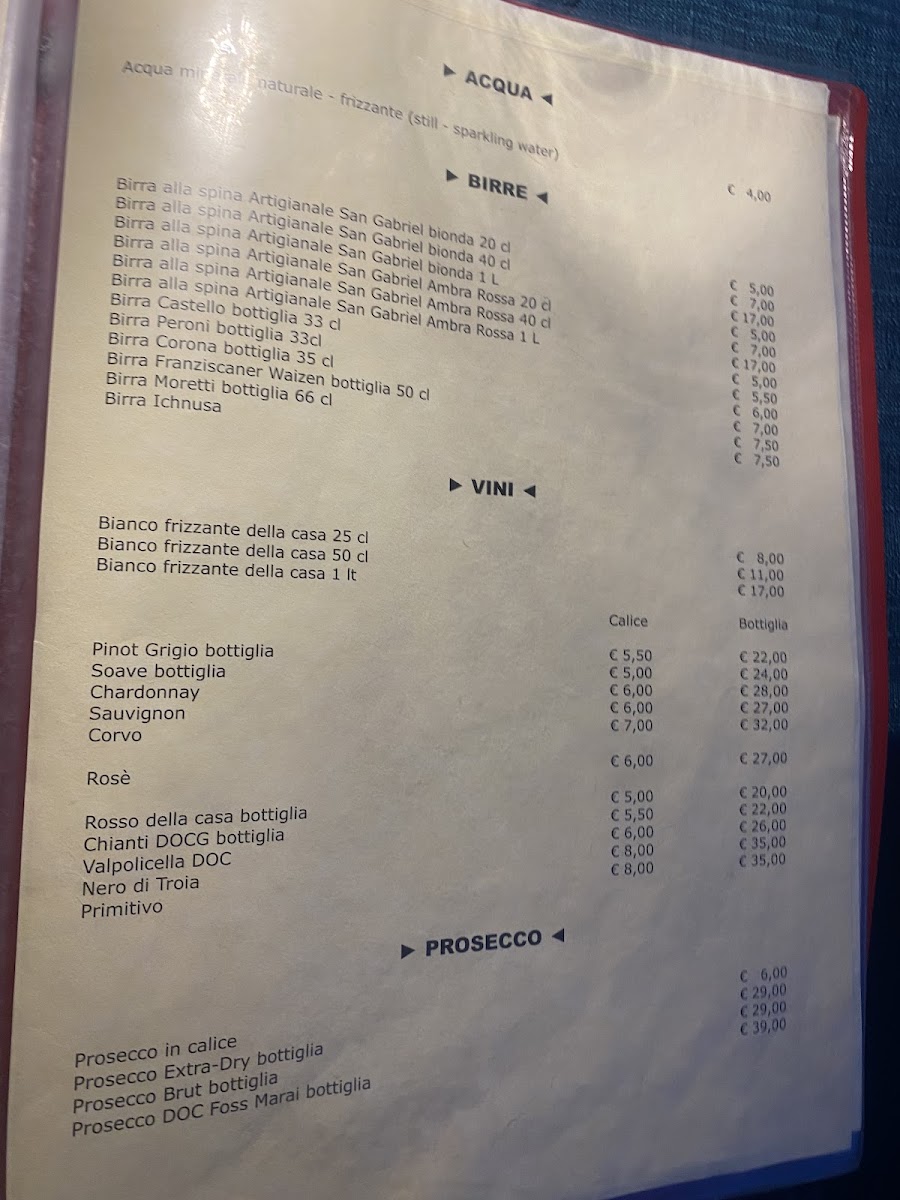 ► ACQUA ◄
Acqua naturale - frizzante (still - sparkling water) € 4,00
► BIRRE ◄
Birra alla spina Artigianale San Gabriel bionda 20 cl € 5,00
Birra alla spina Artigianale San Gabriel bionda 40 cl € 7,00
Birra alla spina Artigianale San Gabriel bionda 1 L € 17,00
Birra alla spina Artigianale San Gabriel Ambra Rossa 20 cl € 5,00
Birra alla spina Artigianale San Gabriel Ambra Rossa 40 cl € 7,00
Birra alla spina Artigianale San Gabriel Ambra Rossa 1 L € 17,00
Birra Castello bottiglia 33 cl € 5,00
Birra Peroni bottiglia 33cl € 5,50
Birra Corona bottiglia 35 cl € 6,00
Birra Franziscaner Waizen bottiglia 50 cl € 7,00
Birra Moretti bottiglia 66 cl € 7,50
Birra Ichnusa € 7,50
► VINI ◄
Bianco frizzante della casa 25 cl € 8,00
Bianco frizzante della casa 50 cl € 11,00
Bianco frizzante della casa 1 lt € 17,00
Calice Bottiglia
Pinot Grigio bottiglia € 5,50 € 22,00
Soave bottiglia € 5,00 € 24,00
Chardonnay € 6,00 € 28,00
Sauvignon € 6,00 € 27,00
Corvo € 7,00 € 32,00
Rosè € 6,00 € 27,00
Rosso della casa bottiglia € 5,00 € 20,00
Chianti DOCG bottiglia € 5,50 € 22,00
Valpolicella DOC € 6,00 € 26,00
Nero di Troia € 8,00 € 35,00
Primitivo € 8,00 € 35,00
► PROSECCO ◄
Prosecco in calice € 6,00
Prosecco Extra-Dry bottiglia € 29,00
Prosecco Brut bottiglia € 29,00
Prosecco DOC Foss Marai bottiglia € 39,00